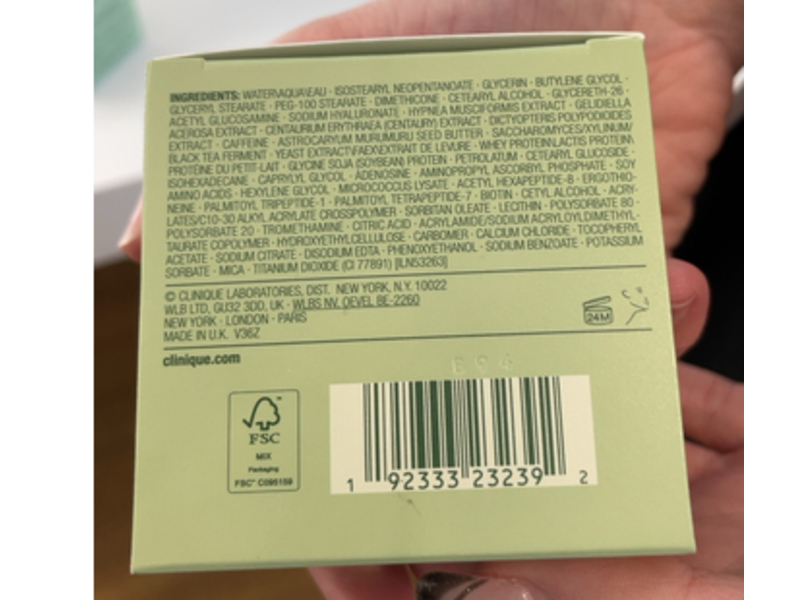 INGREDIENTS: WATER\AQUA\EAU · ISOSTEARYL NEOPENTANOATE · GLYCERIN · BUTYLENE GLYCOL ·
GLYCERYL STEARATE · PEG-100 STEARATE · DIMETHICONE · CETEARYL ALCOHOL · GLYCERETH-26 ·
ACETYL GLUCOSAMINE · SODIUM HYALURONATE · HYPNEA MUSCIFORMIS EXTRACT · GELIDIELLA
ACEROSA EXTRACT · CENTAURIUM ERYTHRAEA (CENTAURY) EXTRACT · DICTYOPTERIS POLYPODIOIDES
EXTRACT · CAFFEINE · ASTROCARYUM MURUMURU SEED BUTTER · SACCHAROMYCES/XYLINUM/
BLACK TEA FERMENT · YEAST EXTRACT\FAEX\EXTRAIT DE LEVURE · WHEY PROTEIN\LACTIS PROTEIN\
PROTÉINE DU PETIT-LAIT · GLYCINE SOJA (SOYBEAN) PROTEIN · PETROLATUM · CETEARYL GLUCOSIDE ·
ISOHEXADECANE · CAPRYLYL GLYCOL · ADENOSINE · AMINOPROPYL ASCORBYL PHOSPHATE · SOY
AMINO ACIDS · HEXYLENE GLYCOL · MICROCOCCUS LYSATE · ACETYL HEXAPEPTIDE-8 · ERGOTHIO-
NEINE · PALMITOYL TRIPEPTIDE-1 · PALMITOYL TETRAPEPTIDE-7 · BIOTIN · CETYL ALCOHOL · ACRY-
LATES/C10-30 ALKYL ACRYLATE CROSSPOLYMER · SORBITAN OLEATE · LECITHIN · POLYSORBATE 80 ·
POLYSORBATE 20 · TROMETHAMINE · CITRIC ACID · ACRYLAMIDE/SODIUM ACRYLOYLDIMETHYL-
TAURATE COPOLYMER · HYDROXYETHYLCELLULOSE · CARBOMER · CALCIUM CHLORIDE · TOCOPHERYL
ACETATE · SODIUM CITRATE · DISODIUM EDTA · PHENOXYETHANOL · SODIUM BENZOATE · POTASSIUM
SORBATE · MICA · TITANIUM DIOXIDE (CI 77891) [ILN53263]
© CLINIQUE LABORATORIES, DIST. NEW YORK, N.Y. 10022
WLB LTD, GU32 3DD, UK · WLBS NV, OEVEL BE-2260
NEW YORK · LONDON · PARIS
MADE IN U.K. V36Z
24M
clinique.com
E94
FSC
MIX
Packaging
FSC® C095159
1 92333 23239 2